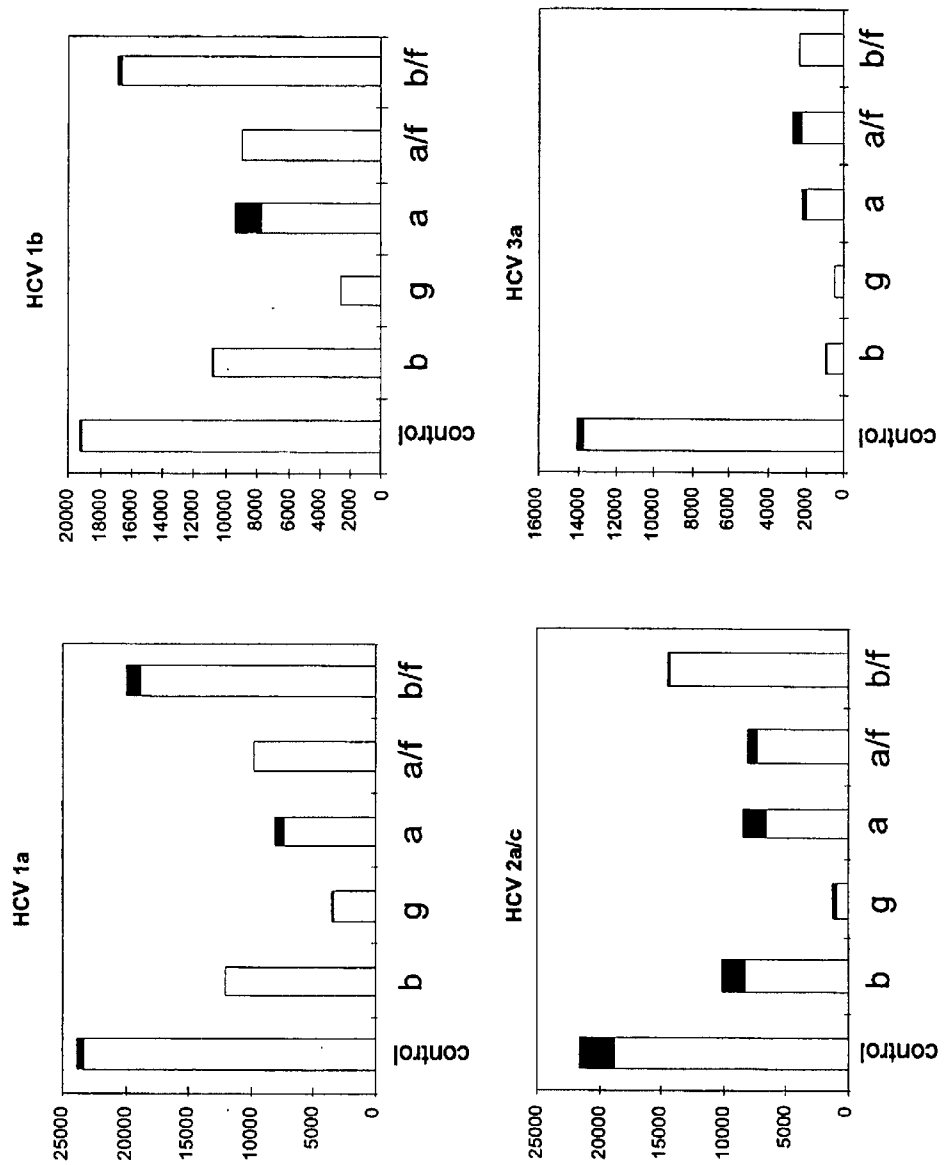 HCV 1a
25000
20000
15000
10000
5000
0
control
b
g
a
a/f
b/f
HCV 1b
20000
18000
16000
14000
12000
10000
8000
6000
4000
2000
0
control
b
g
a
a/f
b/f
HCV 2a/c
25000
20000
15000
10000
5000
0
control
b
g
a
a/f
b/f
HCV 3a
16000
14000
12000
10000
8000
6000
4000
2000
0
control
b
g
a
a/f
b/f